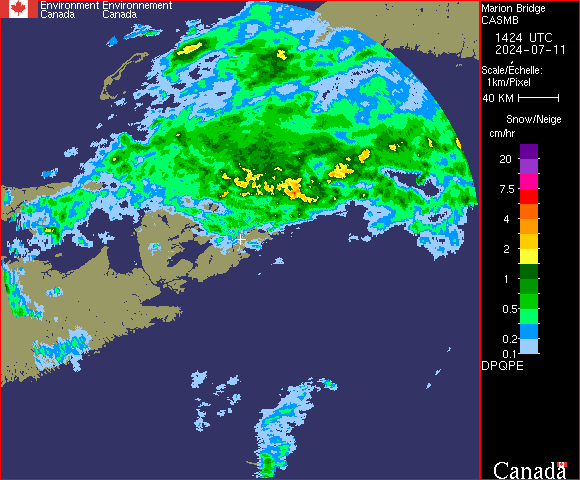 Environment Environnement
Canada Canada
Marion Bridge
CASMB
1424 UTC
2024-07-11
Scale/Echelle:
1km/Pixel
40 KM
Snow/Neige
cm/hr
20
7.5
4
2
1
0.5
0.2
0.1
DPQPE
Canada